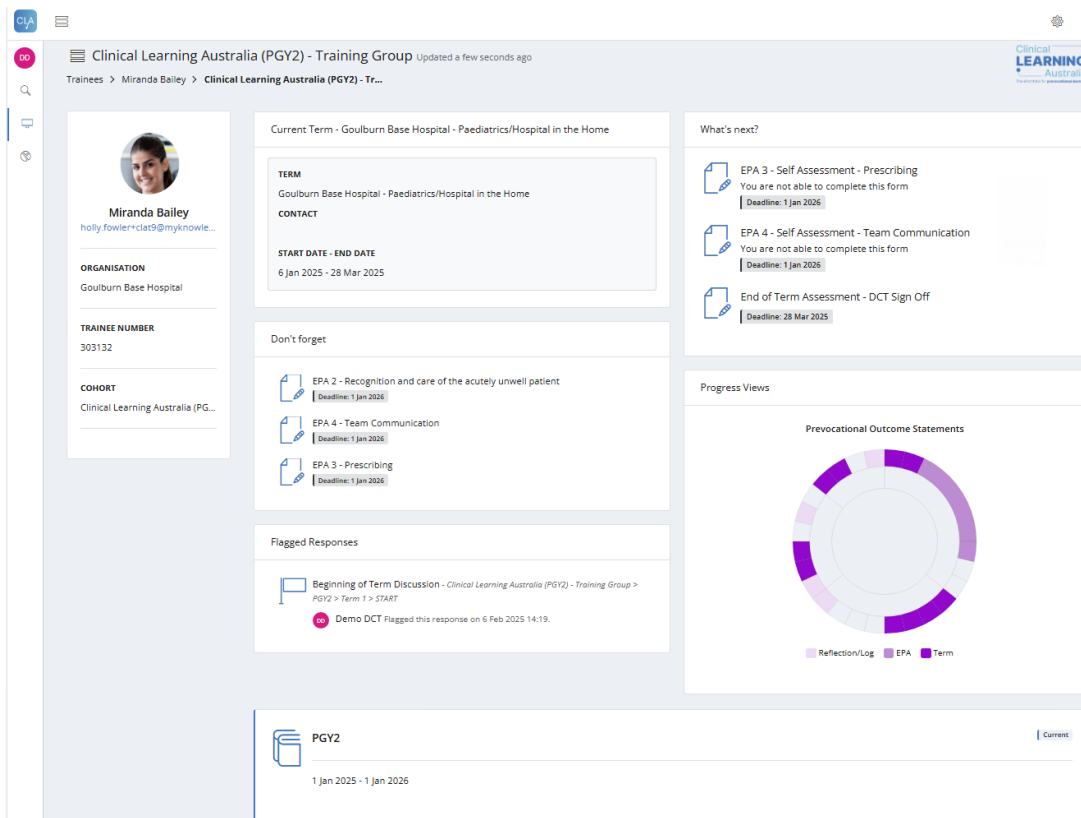 CLA
DD
Clinical Learning Australia (PGY2) - Training Group Updated a few seconds ago
Trainees > Miranda Bailey > Clinical Learning Australia (PGY2) - Tr...
Clinical
LEARNING
Australi
Miranda Bailey
holly.fowler+clat9@myknowle...
ORGANISATION
Goulburn Base Hospital
TRAINEE NUMBER
303132
COHORT
Clinical Learning Australia (PG...
Current Term - Goulburn Base Hospital - Paediatrics/Hospital in the Home
TERM
Goulburn Base Hospital - Paediatrics/Hospital in the Home
CONTACT
START DATE - END DATE
6 Jan 2025 - 28 Mar 2025
Don't forget
EPA 2 - Recognition and care of the acutely unwell patient
Deadline: 1 Jan 2026
EPA 4 - Team Communication
Deadline: 1 Jan 2026
EPA 3 - Prescribing
Deadline: 1 Jan 2026
Flagged Responses
Beginning of Term Discussion - Clinical Learning Australia (PGY2) - Training Group >
PGY2 > Term 1 > START
DD Demo DCT Flagged this response on 6 Feb 2025 14:19.
What's next?
EPA 3 - Self Assessment - Prescribing
You are not able to complete this form
Deadline: 1 Jan 2026
EPA 4 - Self Assessment - Team Communication
You are not able to complete this form
Deadline: 1 Jan 2026
End of Term Assessment - DCT Sign Off
Deadline: 28 Mar 2025
Progress Views
Prevocational Outcome Statements
Reflection/Log EPA Term
PGY2
Current
1 Jan 2025 - 1 Jan 2026